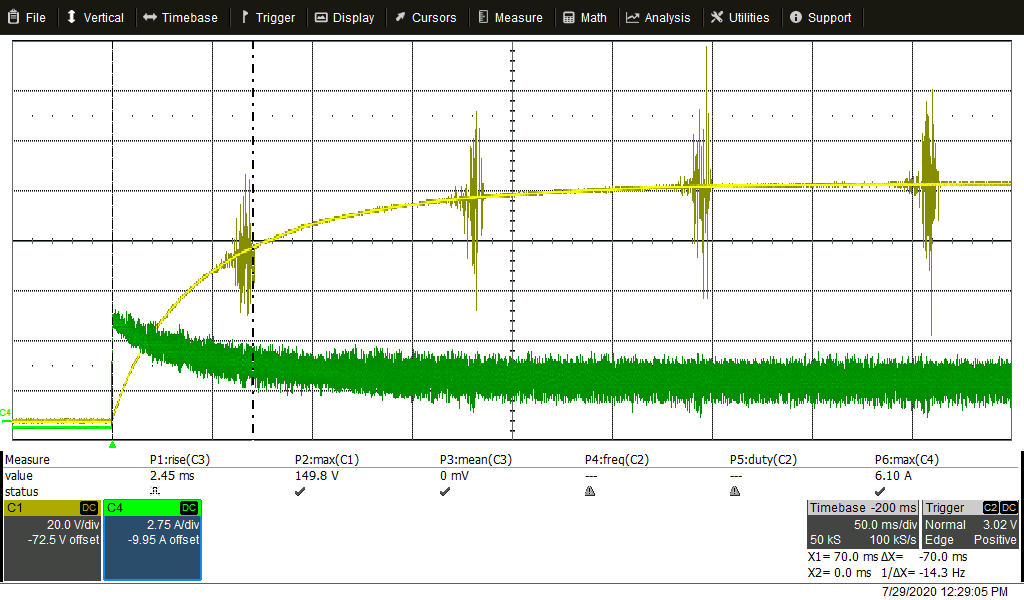 File Vertical Timebase Trigger Display Cursors Measure Math Analysis Utilities Support
C4
Measure P1:rise(C3) P2:max(C1) P3:mean(C3) P4:freq(C2) P5:duty(C2) P6:max(C4)
value 2.45 ms 149.8 V 0 mV --- --- 6.10 A
status
C1 DC C4 DC Timebase -200 ms Trigger C2 DC
20.0 V/div 2.75 A/div 50.0 ms/div Normal 3.02 V
-72.5 V offset -9.95 A offset 50 kS 100 kS/s Edge Positive
X1= 70.0 ms ΔX= -70.0 ms
X2= 0.0 ms 1/ΔX= -14.3 Hz
7/29/2020 12:29:05 PM